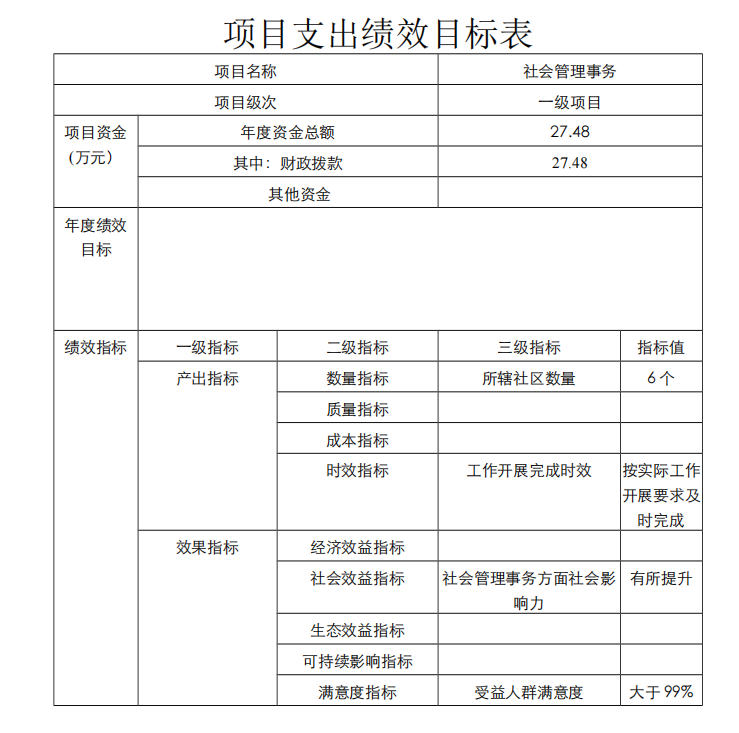 项目支出绩效目标表
项目名称 社会管理事务
项目级次 一级项目
项目资金 年度资金总额 27.48
(万元） 其中：财政拨款 27.48
其他资金
年度绩效
目标
绩效指标 一级指标 二级指标 三级指标 指标值
产出指标 数量指标 所辖社区数量 6 个
质量指标
成本指标
时效指标 工作开展完成时效 按实际工作
开展要求及
时完成
效果指标 经济效益指标
社会效益指标 社会管理事务方面社会影 有所提升
响力
生态效益指标
可持续影响指标
满意度指标 受益人群满意度 大于 99%